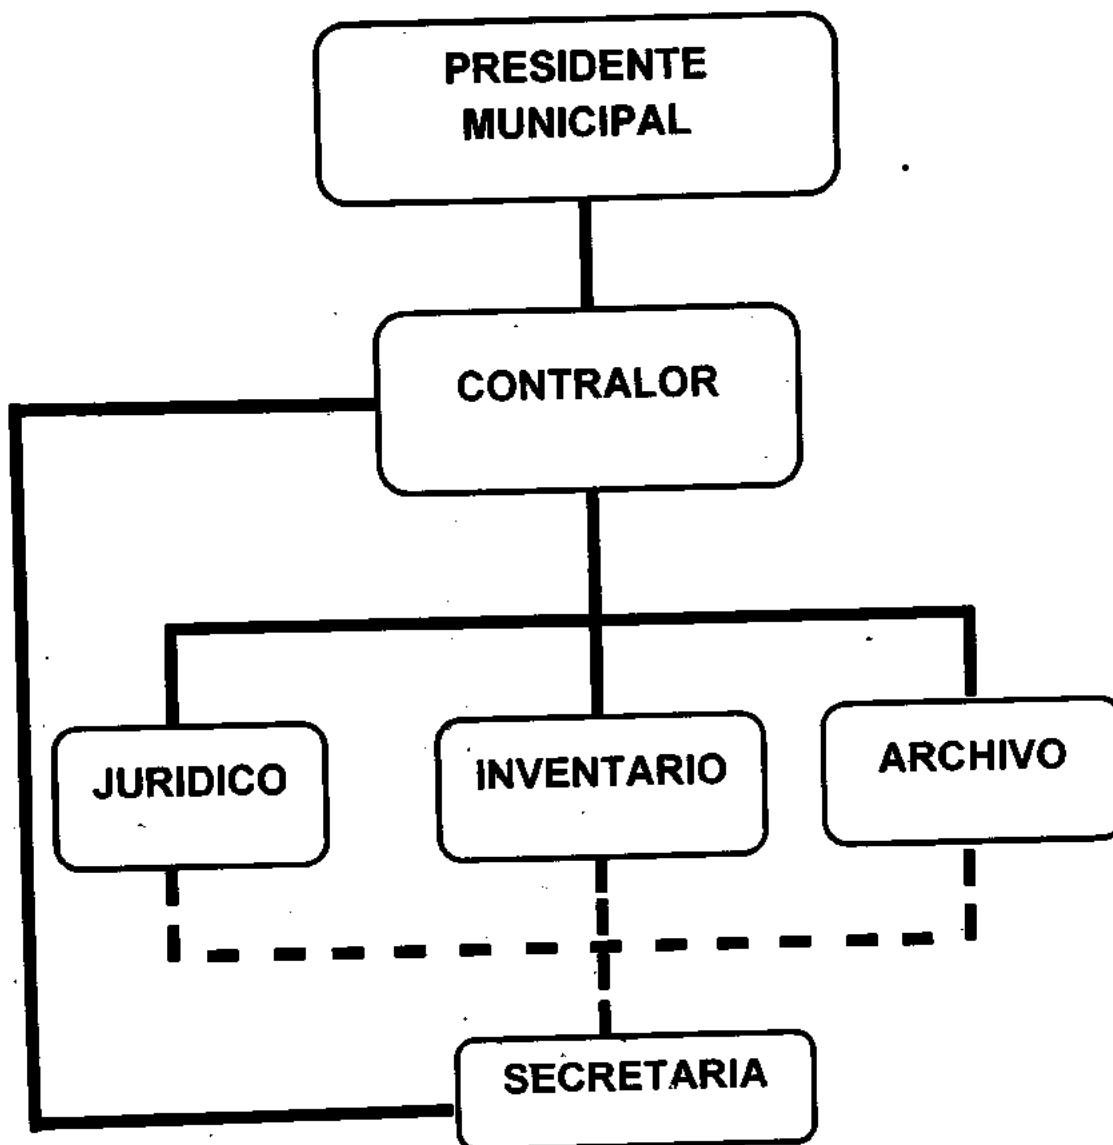 PRESIDENTE
MUNICIPAL
CONTRALOR
JURIDICO
INVENTARIO
ARCHIVO
SECRETARIA